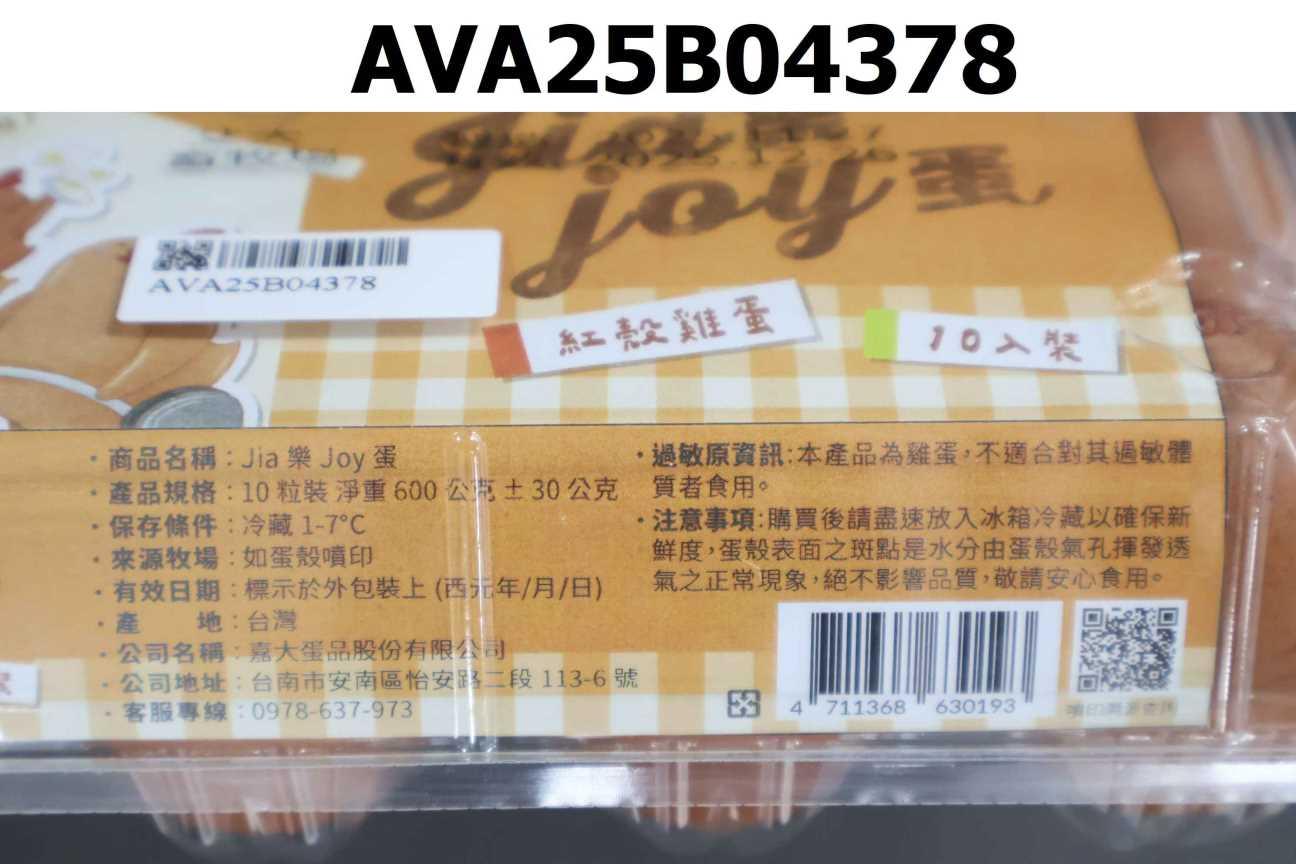 AVA25B04378
Jia
joy蛋
AVA25B04378
紅殼雞蛋
10入裝
・商品名稱:Jia 樂 Joy 蛋
・產品規格:10 粒裝 淨重 600 公克 ± 30 公克
・保存條件:冷藏 1-7°C
・來源牧場:如蛋殼噴印
・有效日期:標示於外包裝上 (西元年/月/日)
・產　　地:台灣
・公司名稱:嘉大蛋品股份有限公司
・公司地址:台南市安南區怡安路二段 113-6 號
・客服專線:0978-637-973
・過敏原資訊:本產品為雞蛋,不適合對其過敏體
質者食用。
・注意事項:購買後請盡速放入冰箱冷藏以確保新
鮮度,蛋殼表面之斑點是水分由蛋殼氣孔揮發透
氣之正常現象,絕不影響品質,敬請安心食用。
4 711368 630193